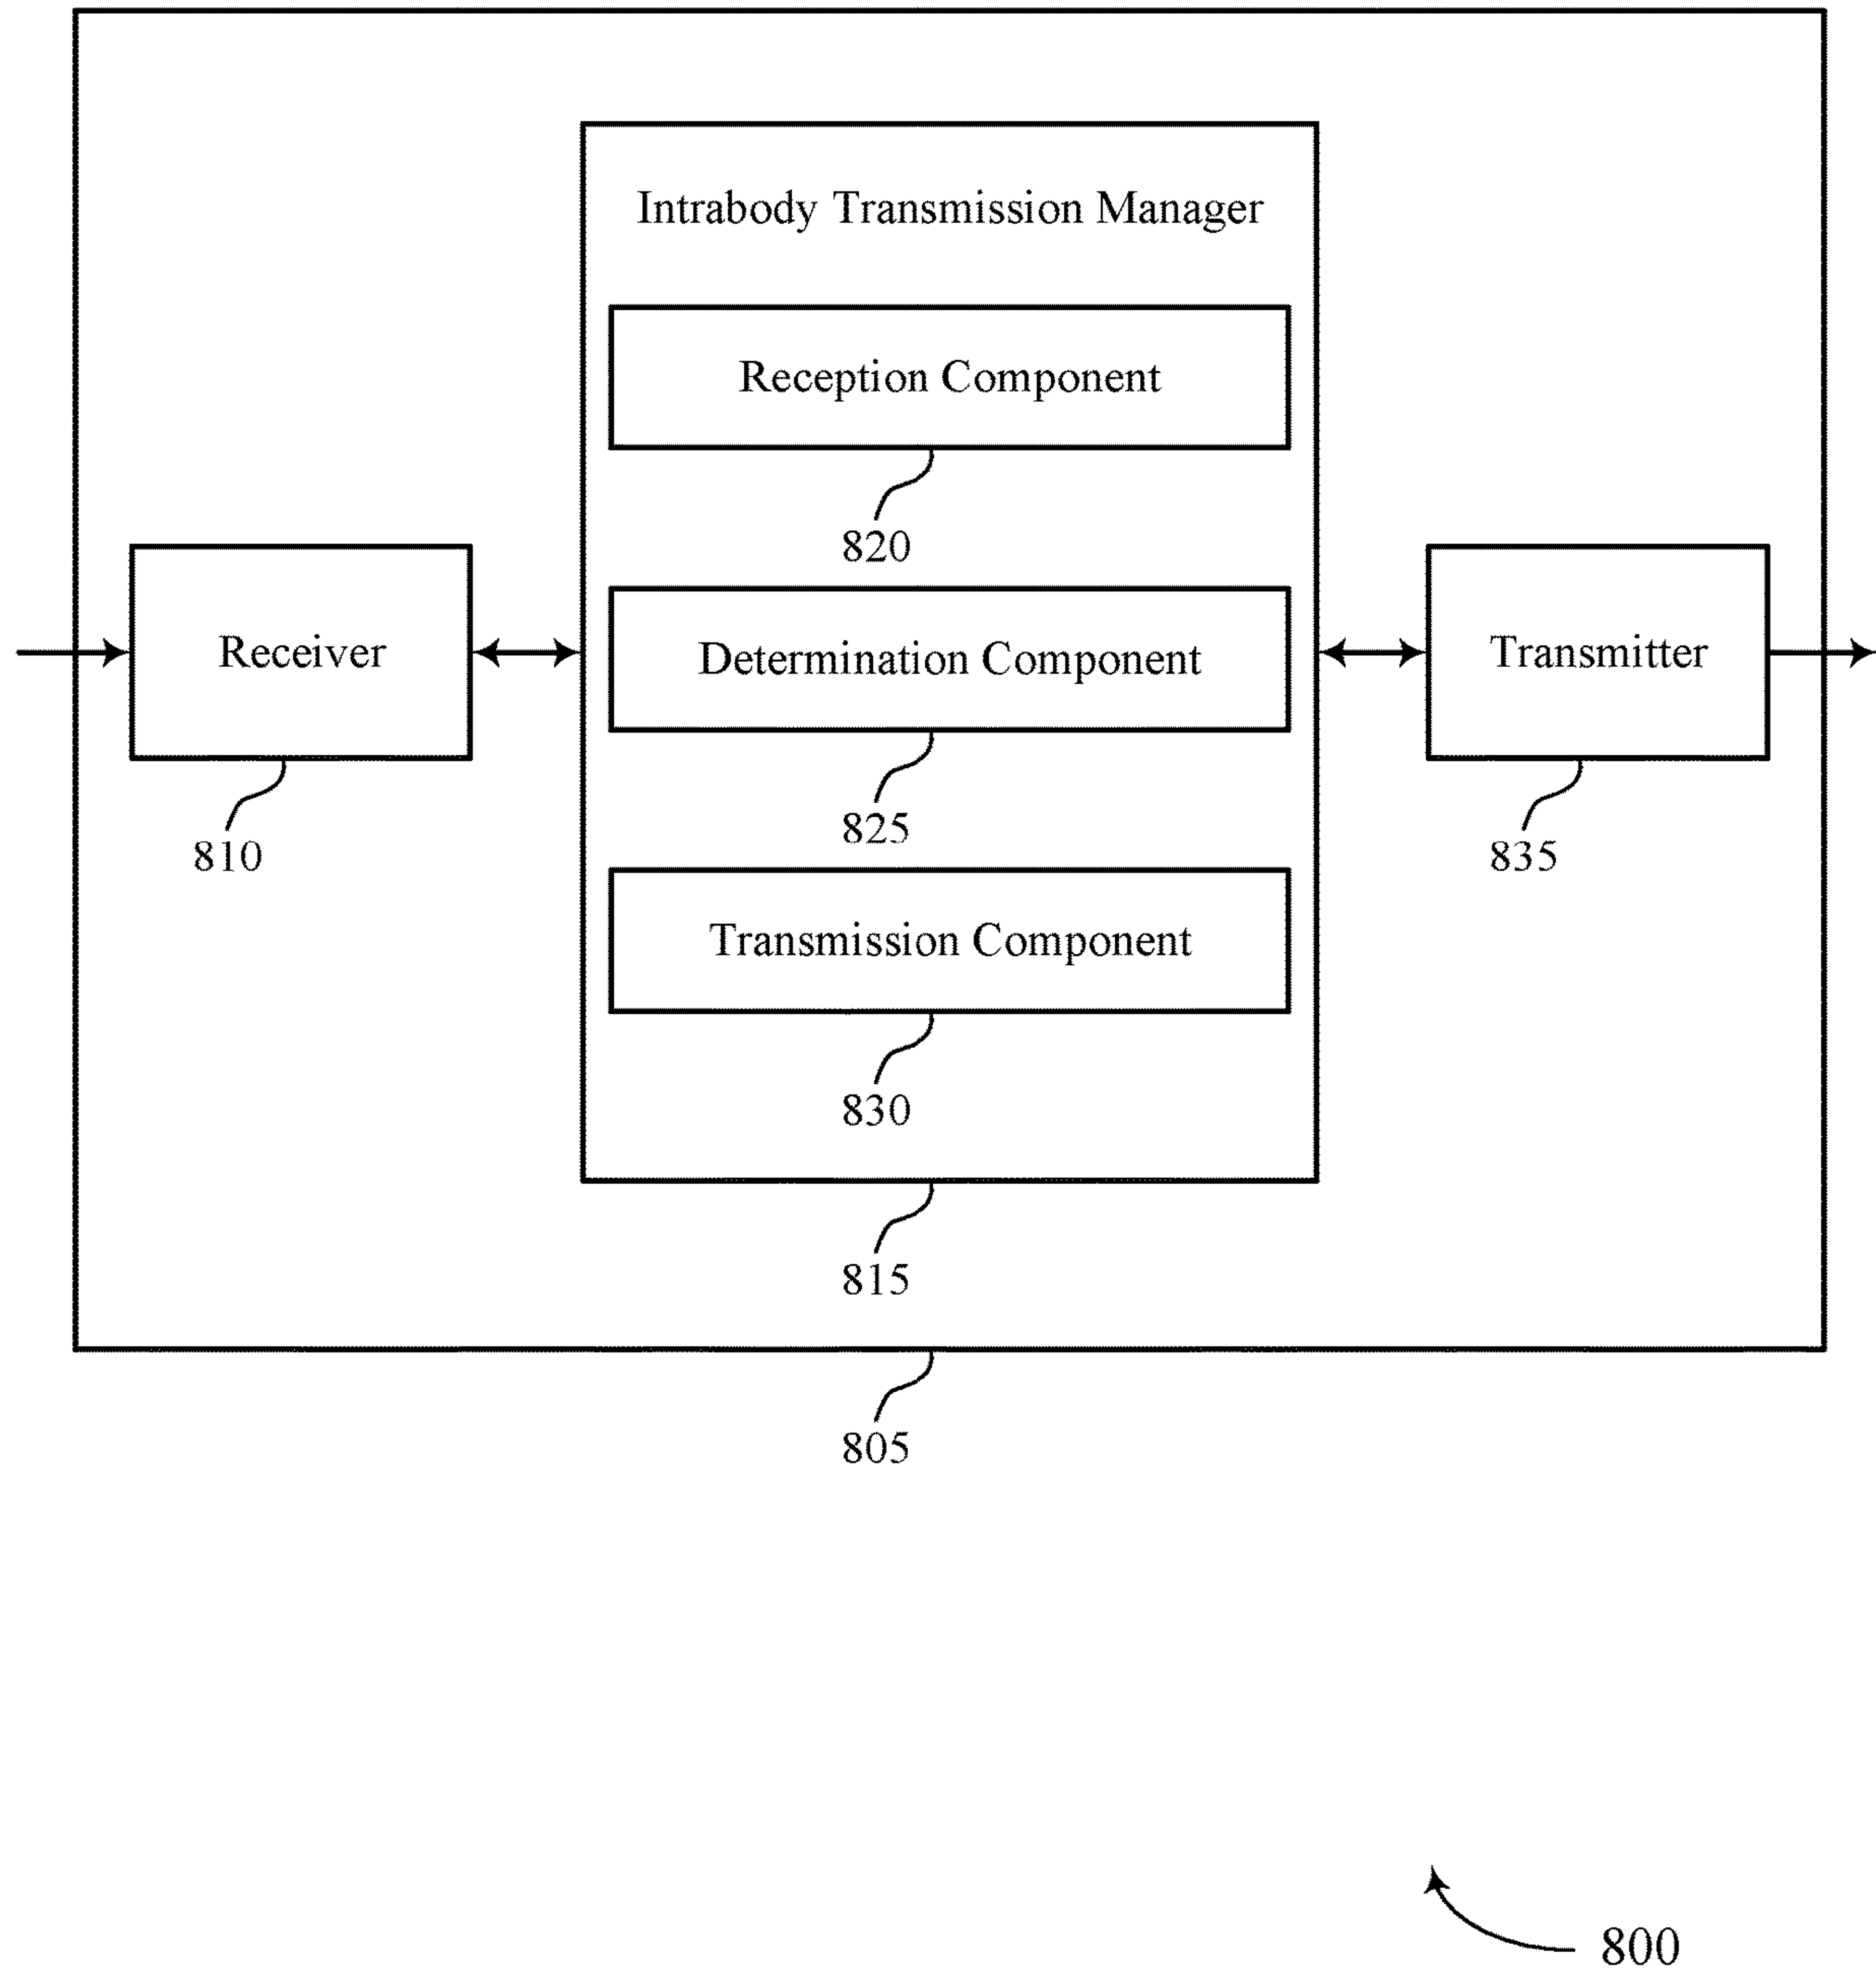 Intrabody Transmission Manager
Reception Component
820
Receiver
810
Determination Component
825
Transmitter
835
Transmission Component
830
815
805
800